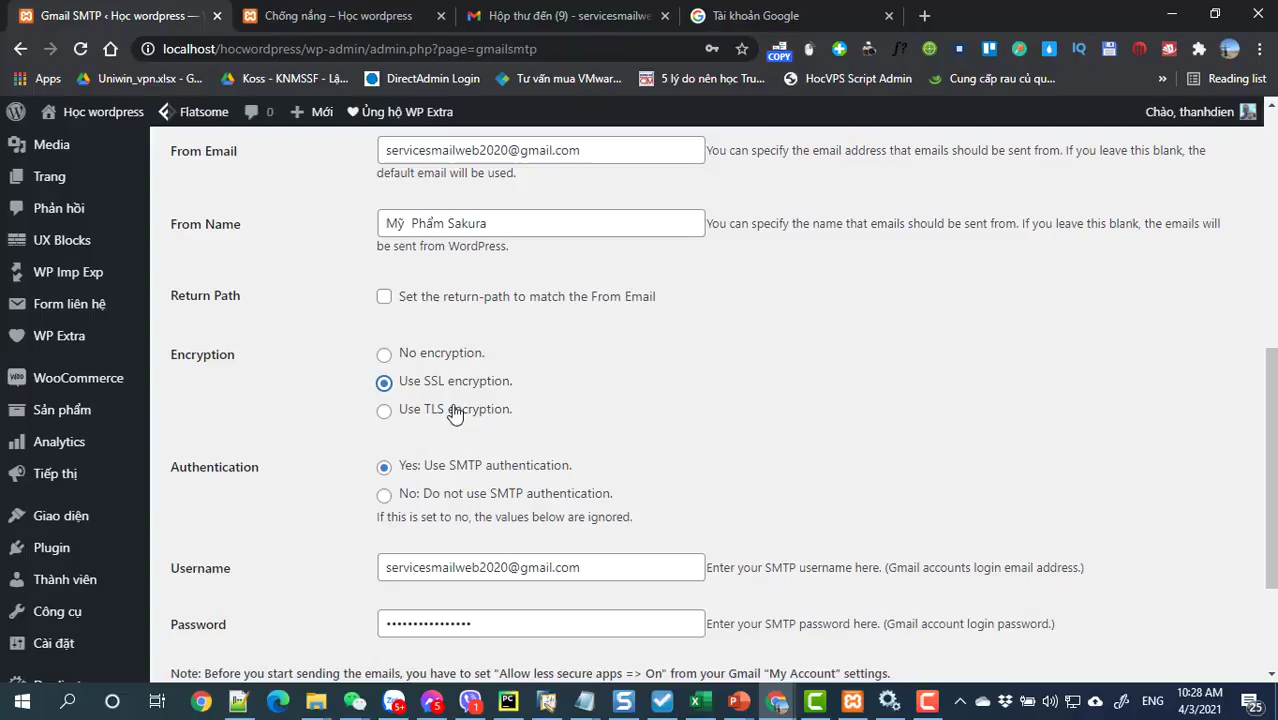 Gmail SMTP ‹ Học wordpress —
Chống nắng – Học wordpress
Hộp thư đến (9) - servicesmailwe
Tài khoản Google
localhost/hocwordpress/wp-admin/admin.php?page=gmailsmtp
COPY
Apps
Uniwin_vpn.xlsx - G...
Koss - KNMSSF - Lậ...
DirectAdmin Login
Tư vấn mua VMwar...
5 lý do nên học Tru...
HocVPS Script Admin
Cung cấp rau củ qu...
»
Reading list
Học wordpress
Flatsome
0
Mới
Ủng hộ WP Extra
Chào, thanhdien
Media
Trang
Phản hồi
UX Blocks
WP Imp Exp
Form liên hệ
WP Extra
WooCommerce
Sản phẩm
Analytics
Tiếp thị
Giao diện
Plugin
Thành viên
Công cụ
Cài đặt
From Email
servicesmailweb2020@gmail.com
You can specify the email address that emails should be sent from. If you leave this blank, the
default email will be used.
From Name
Mỹ Phẩm Sakura
You can specify the name that emails should be sent from. If you leave this blank, the emails will
be sent from WordPress.
Return Path
Set the return-path to match the From Email
Encryption
No encryption.
Use SSL encryption.
Use TLS encryption.
Authentication
Yes: Use SMTP authentication.
No: Do not use SMTP authentication.
If this is set to no, the values below are ignored.
Username
servicesmailweb2020@gmail.com
Enter your SMTP username here. (Gmail accounts login email address.)
Password
••••••••••••••••
Enter your SMTP password here. (Gmail account login password.)
Note: Before you start sending the emails, you have to set "Allow less secure apps => On" from your Gmail "My Account" settings.
ENG
10:28 AM
4/3/2021
25